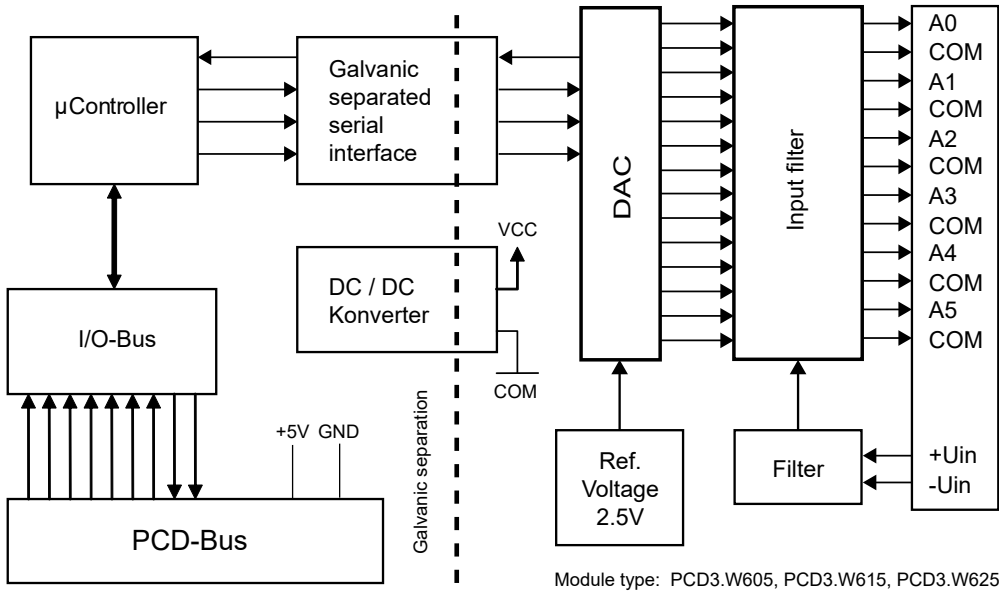 µController
Galvanic
separated
serial
interface
DAC
Input filter
A0
COM
A1
COM
A2
COM
A3
COM
A4
COM
A5
COM
+Uin
-Uin
I/O-Bus
DC / DC
Konverter
VCC
COM
Galvanic separation
+5V GND
PCD-Bus
Ref.
Voltage
2.5V
Filter
Module type: PCD3.W605, PCD3.W615, PCD3.W625